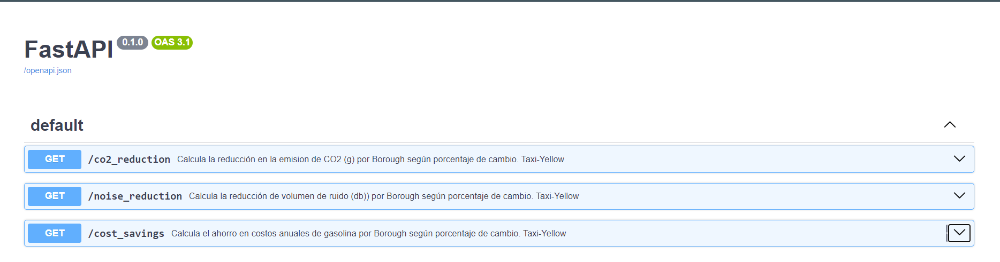 FastAPI 0.1.0 OAS 3.1
/openapi.json
default
GET /co2_reduction Calcula la reducción en la emision de CO2 (g) por Borough según porcentaje de cambio. Taxi-Yellow
GET /noise_reduction Calcula la reducción de volumen de ruido (db)) por Borough según porcentaje de cambio. Taxi-Yellow
GET /cost_savings Calcula el ahorro en costos anuales de gasolina por Borough según porcentaje de cambio. Taxi-Yellow